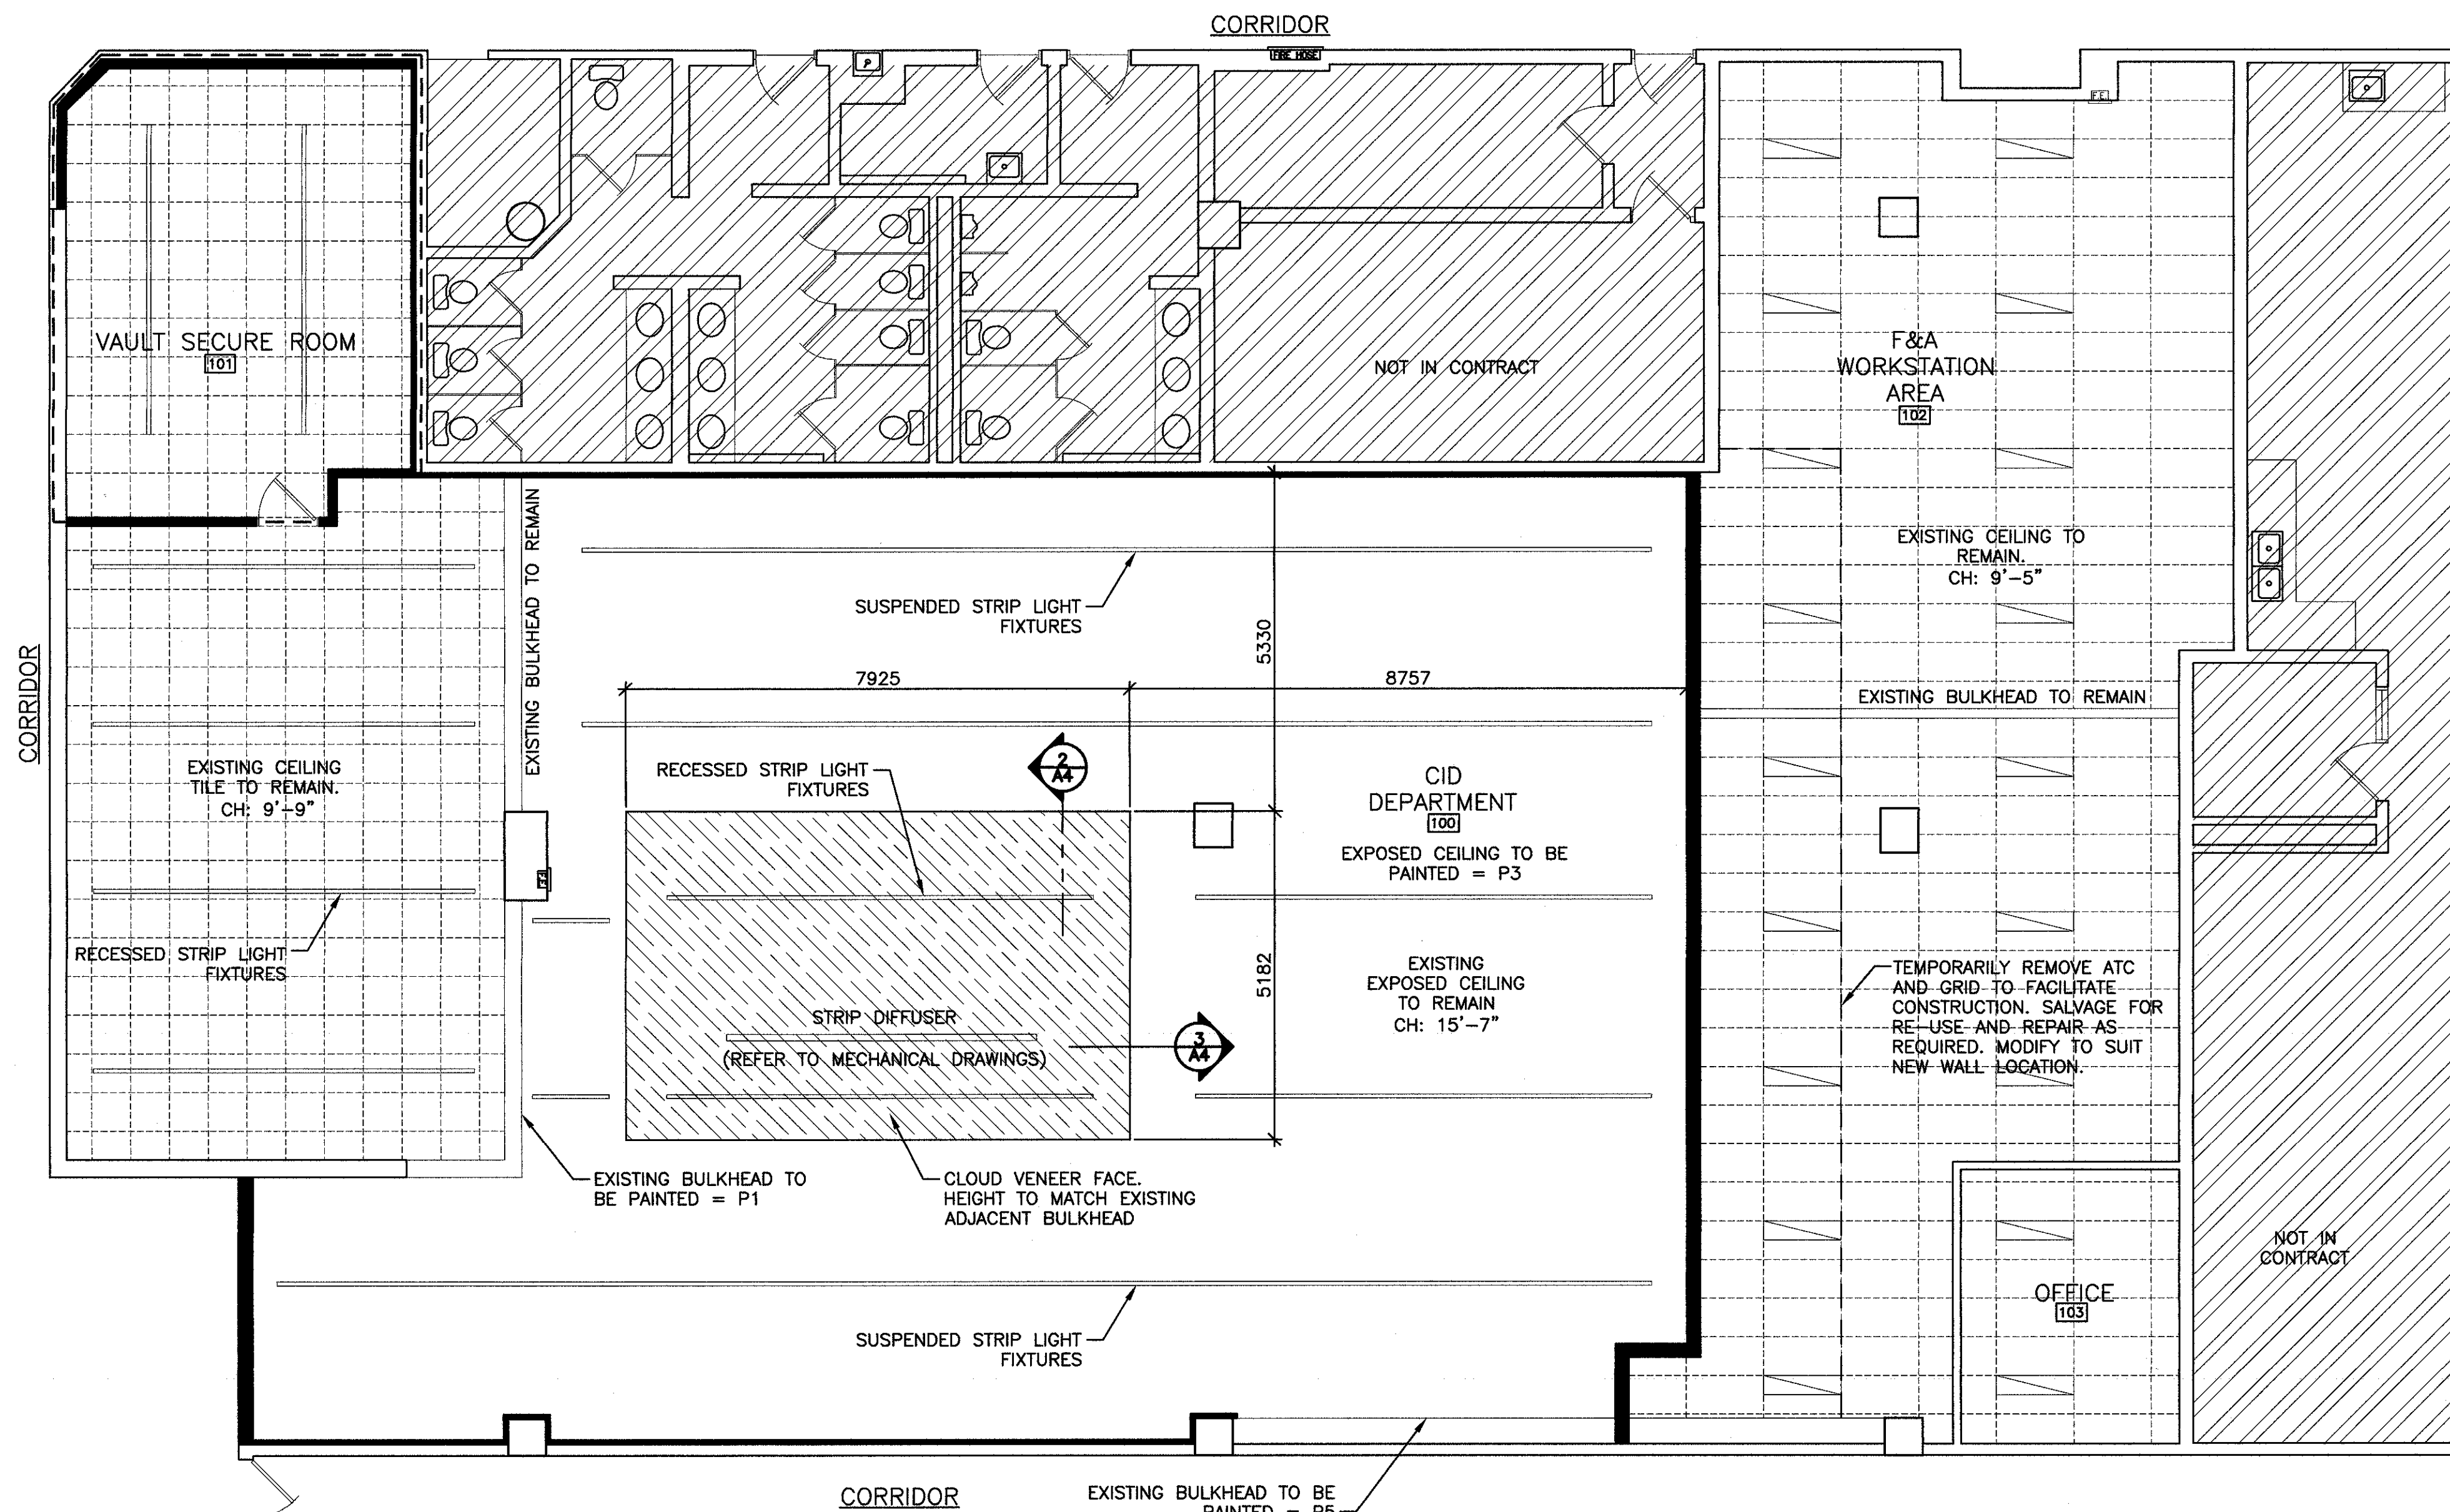 CORRIDOR
FIRE HOSE
F.E.
VAULT SECURE ROOM
101
NOT IN CONTRACT
F&A
WORKSTATION
AREA
102
EXISTING BULKHEAD TO REMAIN
SUSPENDED STRIP LIGHT
FIXTURES
5330
EXISTING CEILING TO
REMAIN.
CH: 9'-5"
CORRIDOR
7925
8757
EXISTING BULKHEAD TO REMAIN
EXISTING CEILING
TILE TO REMAIN.
CH: 9'-9"
RECESSED STRIP LIGHT
FIXTURES
2
A4
CID
DEPARTMENT
100
EXPOSED CEILING TO BE
PAINTED = P3
F.E.
RECESSED STRIP LIGHT
FIXTURES
5182
EXISTING
EXPOSED CEILING
TO REMAIN
CH: 15'-7"
TEMPORARILY REMOVE ATC
AND GRID TO FACILITATE
CONSTRUCTION. SALVAGE FOR
RE-USE AND REPAIR AS
REQUIRED. MODIFY TO SUIT
NEW WALL LOCATION.
STRIP DIFFUSER
(REFER TO MECHANICAL DRAWINGS)
3
A4
EXISTING BULKHEAD TO
BE PAINTED = P1
CLOUD VENEER FACE.
HEIGHT TO MATCH EXISTING
ADJACENT BULKHEAD
NOT IN
CONTRACT
OFFICE
103
SUSPENDED STRIP LIGHT
FIXTURES
CORRIDOR
EXISTING BULKHEAD TO BE
PAINTED = P5